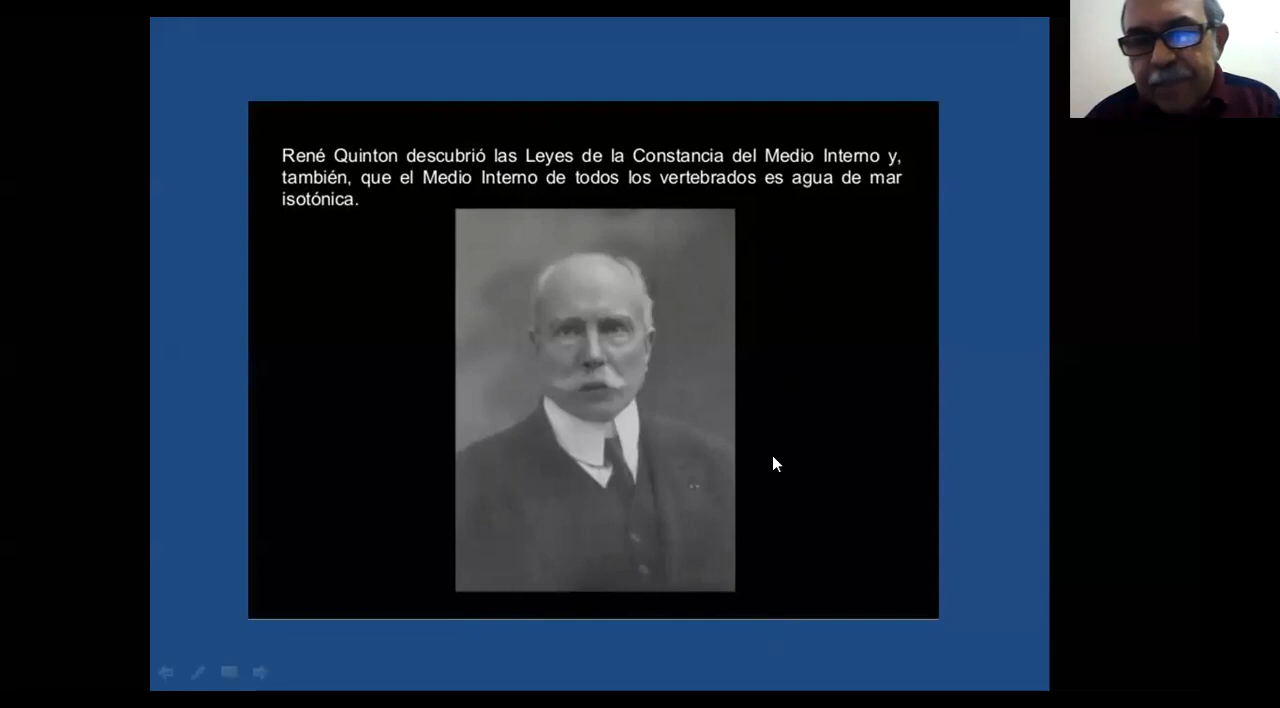 René Quinton descubrió las Leyes de la Constancia del Medio Interno y,
también, que el Medio Interno de todos los vertebrados es agua de mar
isotónica.